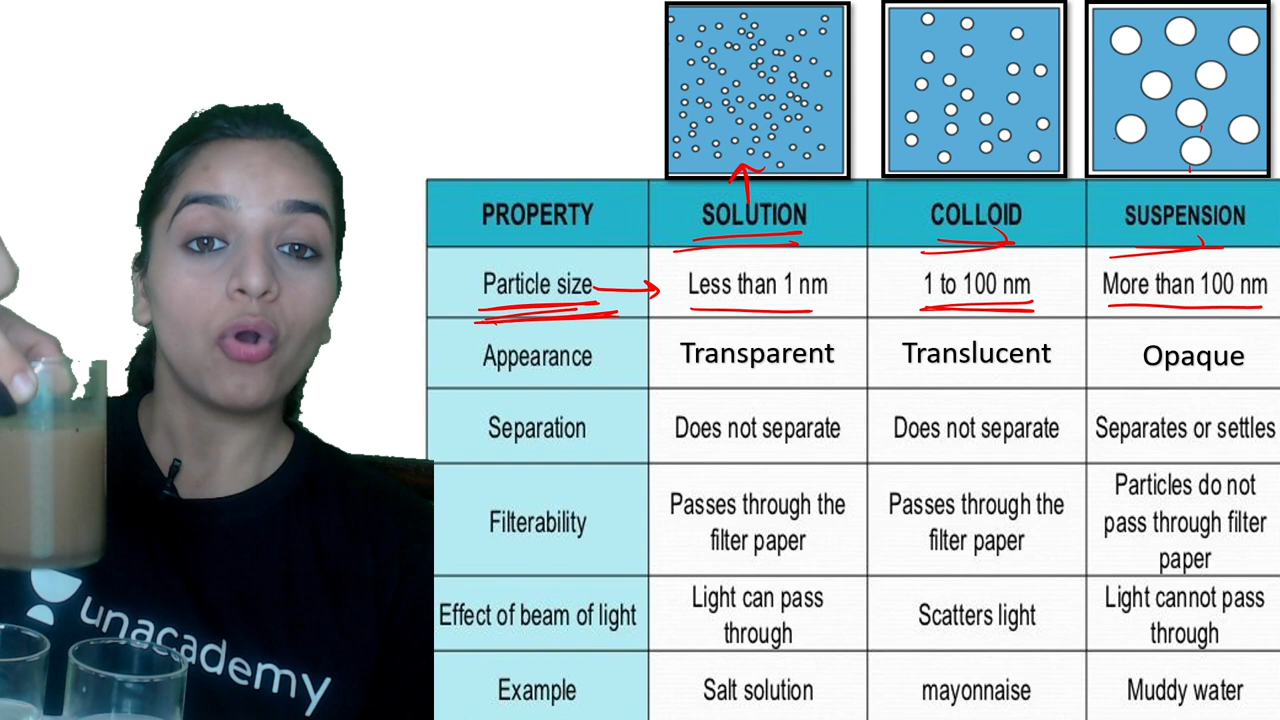 PROPERTY SOLUTION COLLOID SUSPENSION
Particle size Less than 1 nm 1 to 100 nm More than 100 nm
Appearance Transparent Translucent Opaque
Separation Does not separate Does not separate Separates or settles
Filterability
Passes through the
filter paper
Passes through the
filter paper
Particles do not
pass through filter
paper
Effect of beam of light
Light can pass
through
Scatters light
Light cannot pass
through
Example Salt solution mayonnaise Muddy water
unacademy